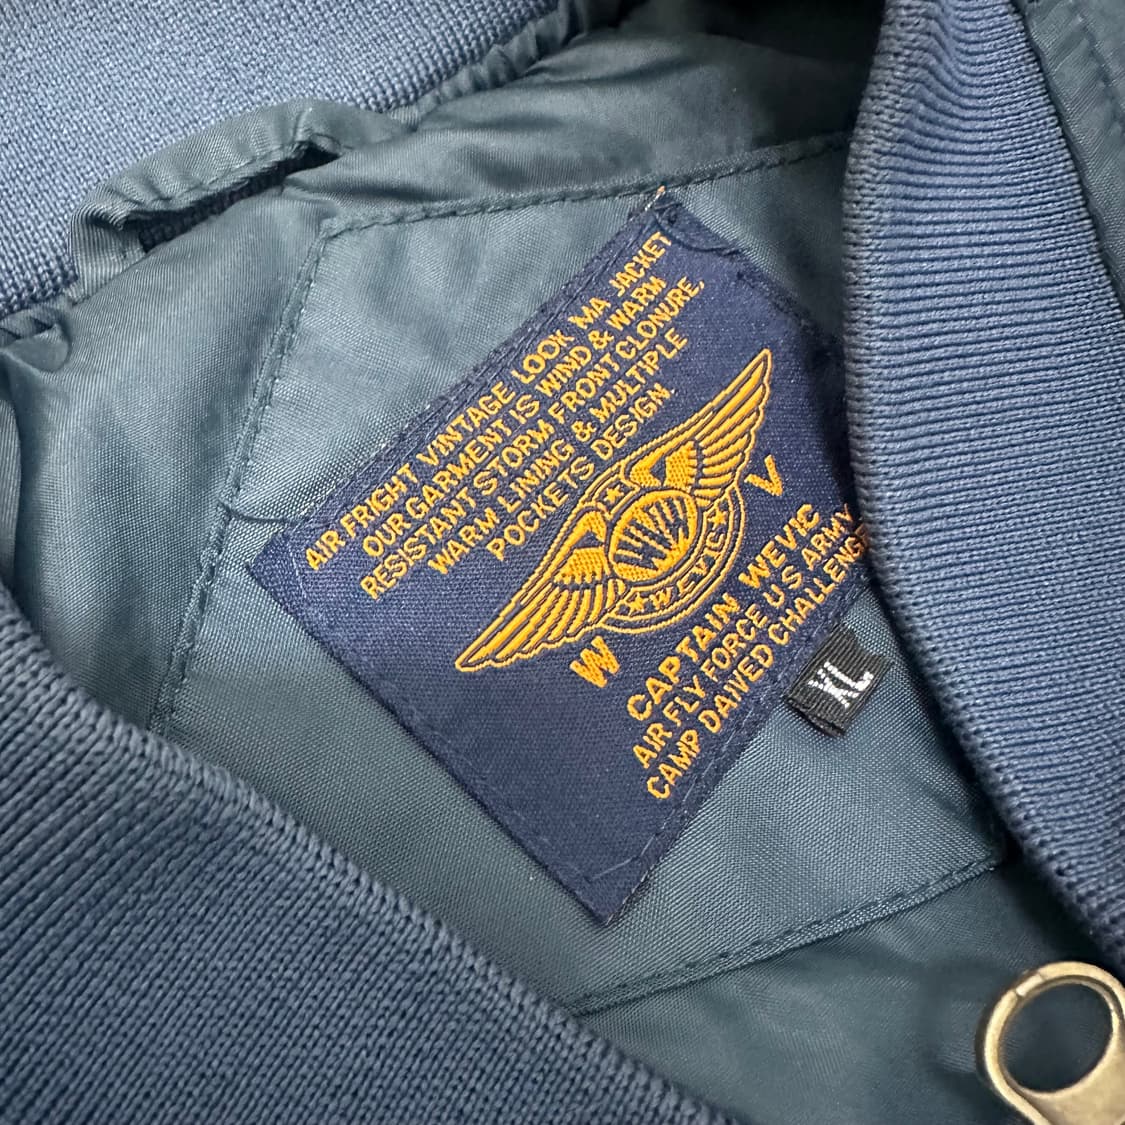 AIR FRIGHT VINTAGE LOOK MA JACKET
OUR GARMENT IS WIND & WARM
RESISTANT STORM FRONT CLONURE,
WARM LINING & MULTIPLE
POCKETS DESIGN.
WEVIC
W V
CAPTAIN WEVIC
AIR FLY FORCE US ARMY
CAMP DAIVED CHALLENGE
XL